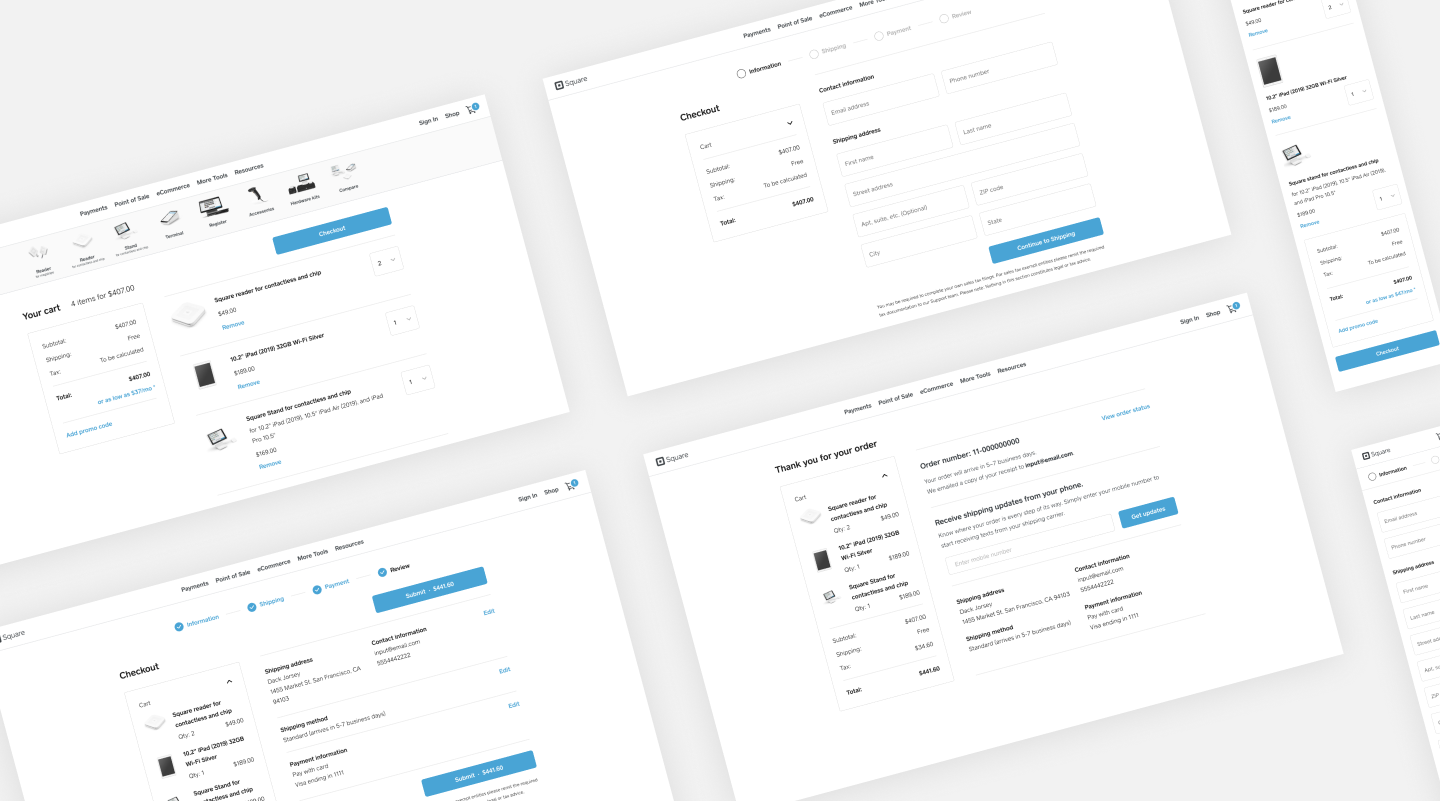 Sign In Shop 1
Payments Point of Sale eCommerce More Tools Resources
Reader
Reader
for contactless and chip
Stand
for contactless and chip
Terminal
Register
Accessories
Hardware Kits
Compare
Checkout
Your cart 4 items for $407.00
Subtotal: $407.00
Shipping: Free
Tax: To be calculated
Total: $407.00
or as low as $37/mo *
Add promo code
Square reader for contactless and chip
$49.00
Remove
2
10.2" iPad (2019) 32GB Wi-Fi Silver
$189.00
Remove
1
Square Stand for contactless and chip
for 10.2" iPad (2019), 10.5" iPad Air (2019), and iPad
Pro 10.5"
$169.00
Remove
1
Square
Payments Point of Sale eCommerce More
Information Shipping Payment Review
Checkout
Cart
Subtotal: $407.00
Shipping: Free
Tax: To be calculated
Total: $407.00
Contact information
Email address
Phone number
Shipping address
First name
Last name
Street address
Apt, suite, etc. (Optional)
ZIP code
City
State
Continue to Shipping
You may be required to complete your own sales tax filings. For sales tax exempt entities please remit the required
tax documentation to our Support team. Please note: Nothing in this section constitutes legal or tax advice.
Square reader for contactless
$49.00
Remove
2
10.2" iPad (2019) 32GB Wi-Fi Silver
$189.00
Remove
1
Square stand for contactless and chip
for 10.2" iPad (2019), 10.5" iPad Air (2019),
and iPad Pro 10.5"
$189.00
Remove
1
Subtotal: $407.00
Shipping: Free
Tax: To be calculated
Total: $407.00
or as low as $47/mo *
Add promo code
Checkout
Square
Sign In Shop 1
Payments Point of Sale eCommerce More Tools Resources
Information Shipping Payment Review
Submit · $441.60
Checkout
Cart
Square reader for
contactless and chip
Qty: 2 $49.00
10.2" iPad (2019) 32GB
Wi-Fi Silver
Qty: 1 $189.00
Square Stand for
contactless and chip
Shipping address
Dack Jorsey
1455 Market St. San Francisco, CA
94103
Contact information
input@email.com
5554442222
Edit
Shipping method
Standard (arrives in 5-7 business days)
Edit
Payment information
Pay with card
Visa ending in 1111
Edit
Submit · $441.60
exempt entities please remit the required
legal or tax advice.
Square
Sign In Shop 1
Payments Point of Sale eCommerce More Tools Resources
Thank you for your order
Cart
Square reader for
contactless and chip
Qty: 2 $49.00
10.2" iPad (2019) 32GB
Wi-Fi Silver
Qty: 1 $189.00
Square Stand for
contactless and chip
Qty: 1 $189.00
Subtotal: $407.00
Shipping: Free
Tax: $34.60
Total: $441.60
Order number: 11-000000000
View order status
Your order will arrive in 5-7 business days.
We emailed a copy of your receipt to input@email.com.
Receive shipping updates from your phone.
Know where your order is every step of its way. Simply enter your mobile number to
start receiving texts from your shipping carrier.
Enter mobile number
Get updates
Shipping address
Dack Jorsey
1455 Market St. San Francisco, CA 94103
Contact information
input@email.com
5554442222
Shipping method
Standard (arrives in 5-7 business days)
Payment information
Pay with card
Visa ending in 1111
Square
Information
Contact information
Email address
Phone number
Shipping address
First name
Last name
Street
ZIP
City